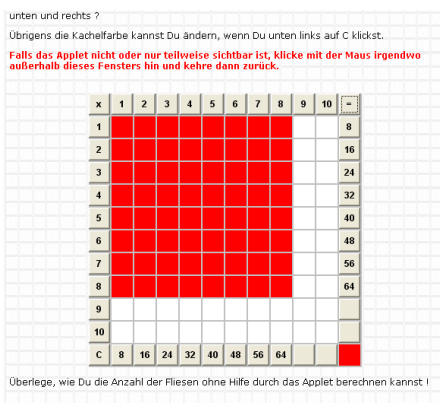 unten und rechts ?
Übrigens die Kachelfarbe kannst Du ändern, wenn Du unten links auf C klickst.
Falls das Applet nicht oder nur teilweise sichtbar ist, klicke mit der Maus irgendwo
außerhalb dieses Fensters hin und kehre dann zurück.
x 1 2 3 4 5 6 7 8 9 10 =
1 8
2 16
3 24
4 32
5 40
6 48
7 56
8 64
9
10
C 8 16 24 32 40 48 56 64
Überlege, wie Du die Anzahl der Fliesen ohne Hilfe durch das Applet berechnen kannst !